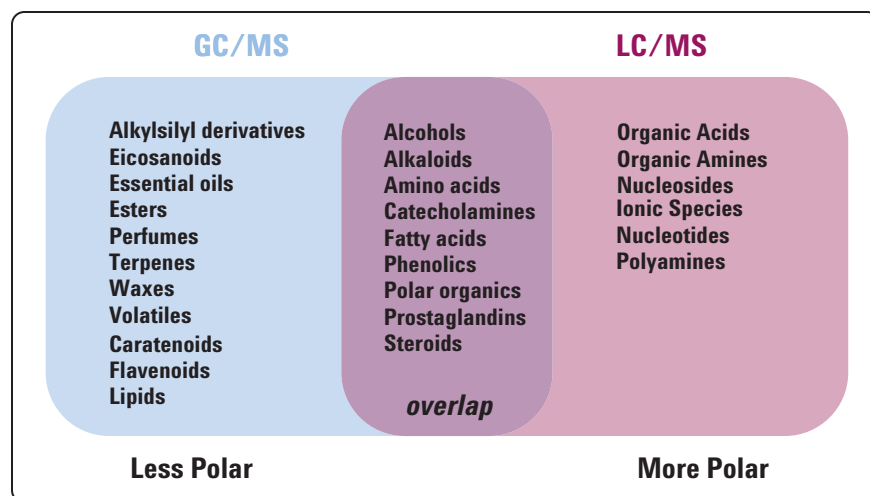 GC/MS
LC/MS
Alkylsilyl derivatives
Eicosanoids
Essential oils
Esters
Perfumes
Terpenes
Waxes
Volatiles
Caratenoids
Flavenoids
Lipids
Alcohols
Alkaloids
Amino acids
Catecholamines
Fatty acids
Phenolics
Polar organics
Prostaglandins
Steroids
overlap
Organic Acids
Organic Amines
Nucleosides
Ionic Species
Nucleotides
Polyamines
Less Polar
More Polar